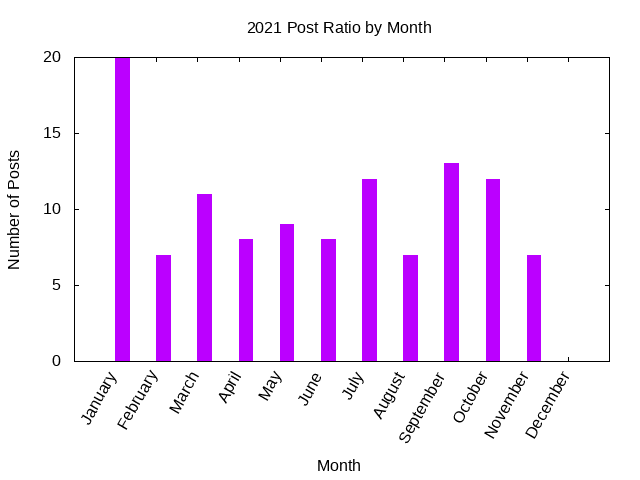 2021 Post Ratio by Month
20
15
10
5
0
Number of Posts
January
February
March
April
May
June
July
August
September
October
November
December
Month